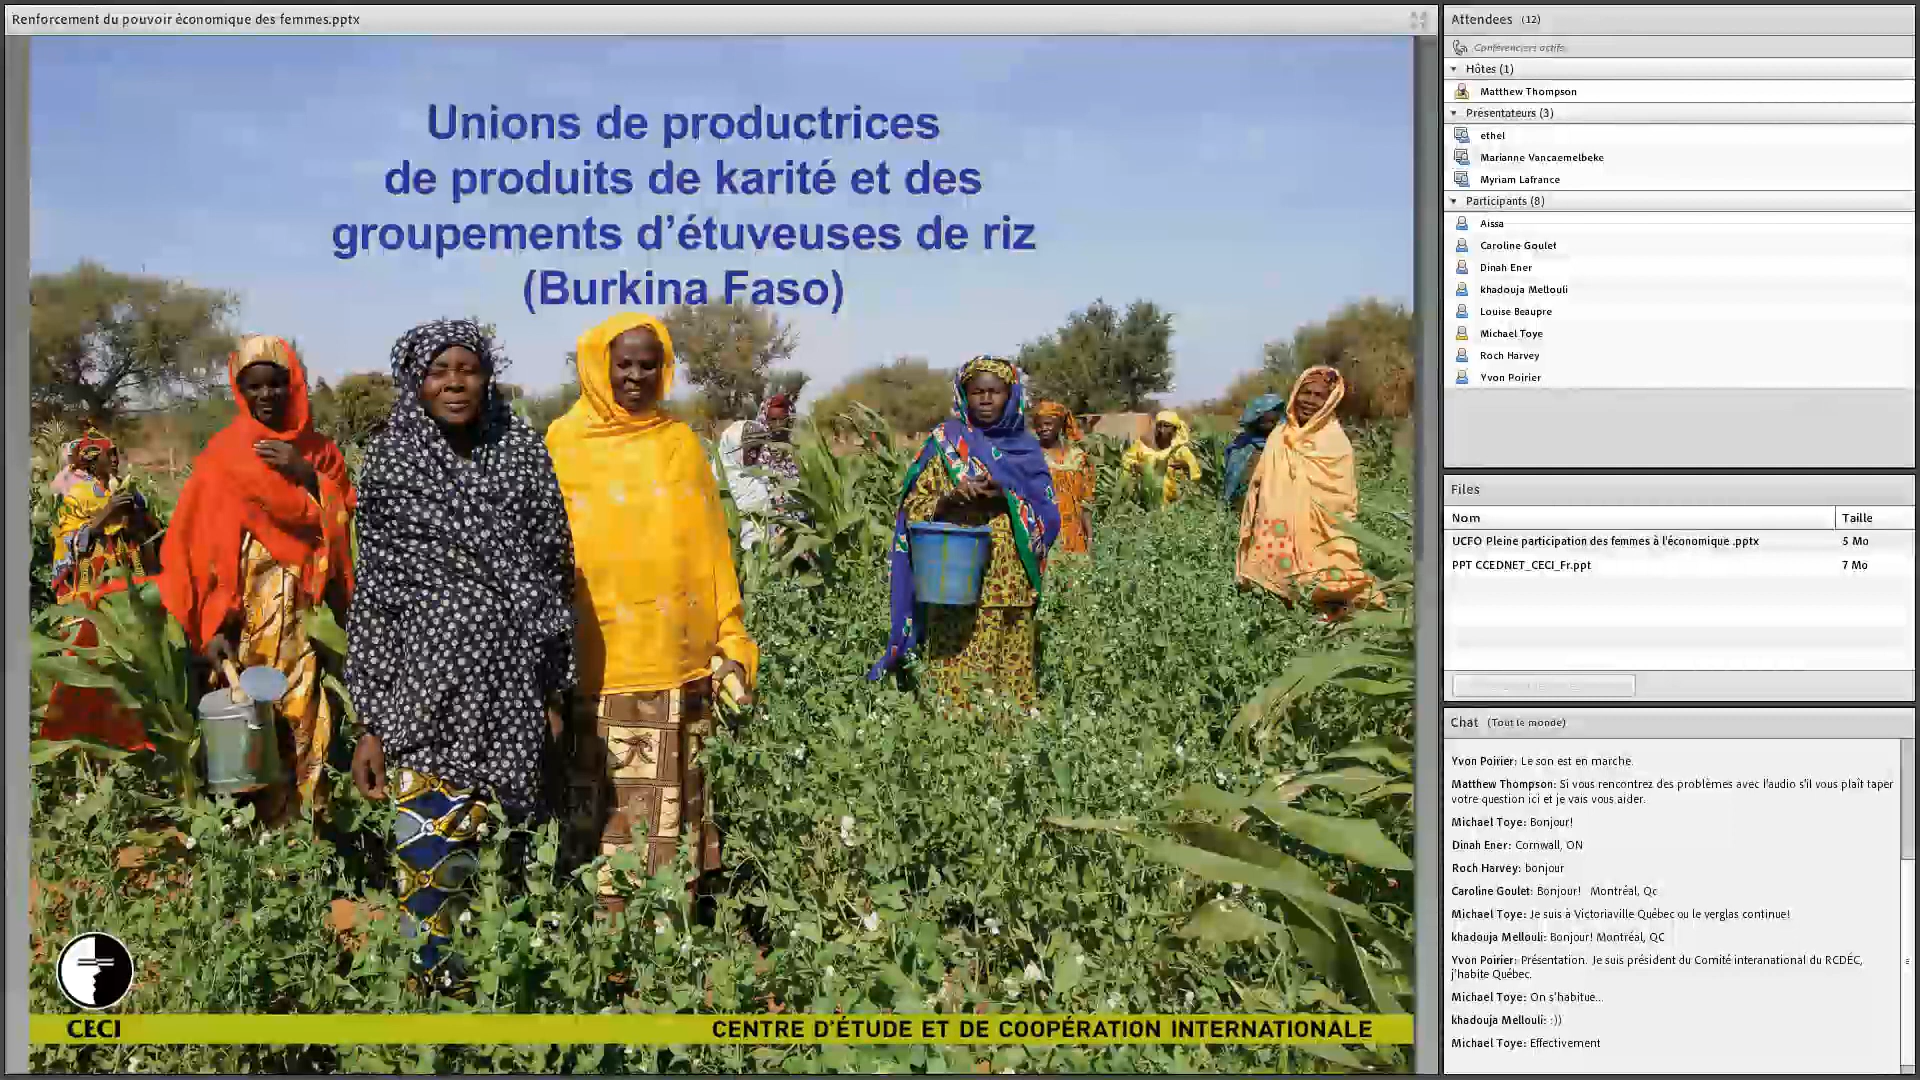 Renforcement du pouvoir économique des femmes.pptx
Unions de productrices
de produits de karité et des
groupements d’étuveuses de riz
(Burkina Faso)
CECI
CENTRE D'ÉTUDE ET DE COOPÉRATION INTERNATIONALE
Attendees (12)
Conférenciers actifs
Hôtes (1)
Matthew Thompson
Présentateurs (3)
ethel
Marianne Vancaemelbeke
Myriam Lafrance
Participants (8)
Aissa
Caroline Goulet
Dinah Ener
khadouja Mellouli
Louise Beaupre
Michael Toye
Roch Harvey
Yvon Poirier
Files
Nom Taille
UCFO Pleine participation des femmes à l'économique .pptx 5 Mo
PPT CCEDNET_CECI_Fr.ppt 7 Mo
Chat (Tout le monde)
Yvon Poirier: Le son est en marche.
Matthew Thompson: Si vous rencontrez des problèmes avec l'audio s'il vous plaît taper
votre question ici et je vais vous aider.
Michael Toye: Bonjour!
Dinah Ener: Cornwall, ON
Roch Harvey: bonjour
Caroline Goulet: Bonjour! Montréal, Qc
Michael Toye: Je suis à Victoriaville Québec ou le verglas continue!
khadouja Mellouli: Bonjour! Montréal, QC
Yvon Poirier: Présentation. Je suis président du Comité interanational du RCDÉC,
j'habite Québec.
Michael Toye: On s'habitue...
khadouja Mellouli: :))
Michael Toye: Effectivement